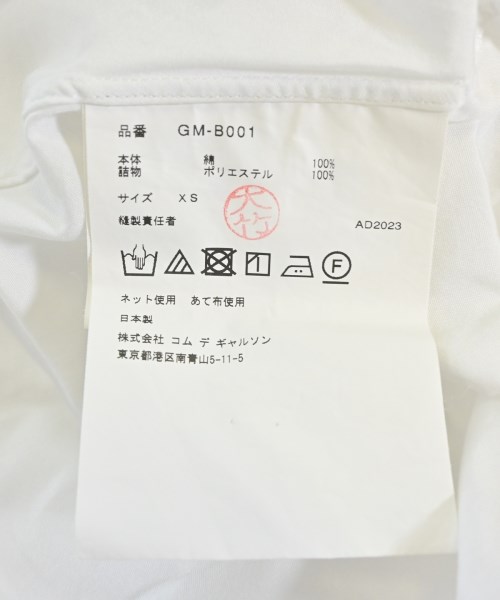 品番 GM-B001
本体 綿 100%
詰物 ポリエステル 100%
サイズ XS
大竹
縫製責任者 AD2023
F
ネット使用 あて布使用
日本製
株式会社 コム デ ギャルソン
東京都港区南青山5-11-5